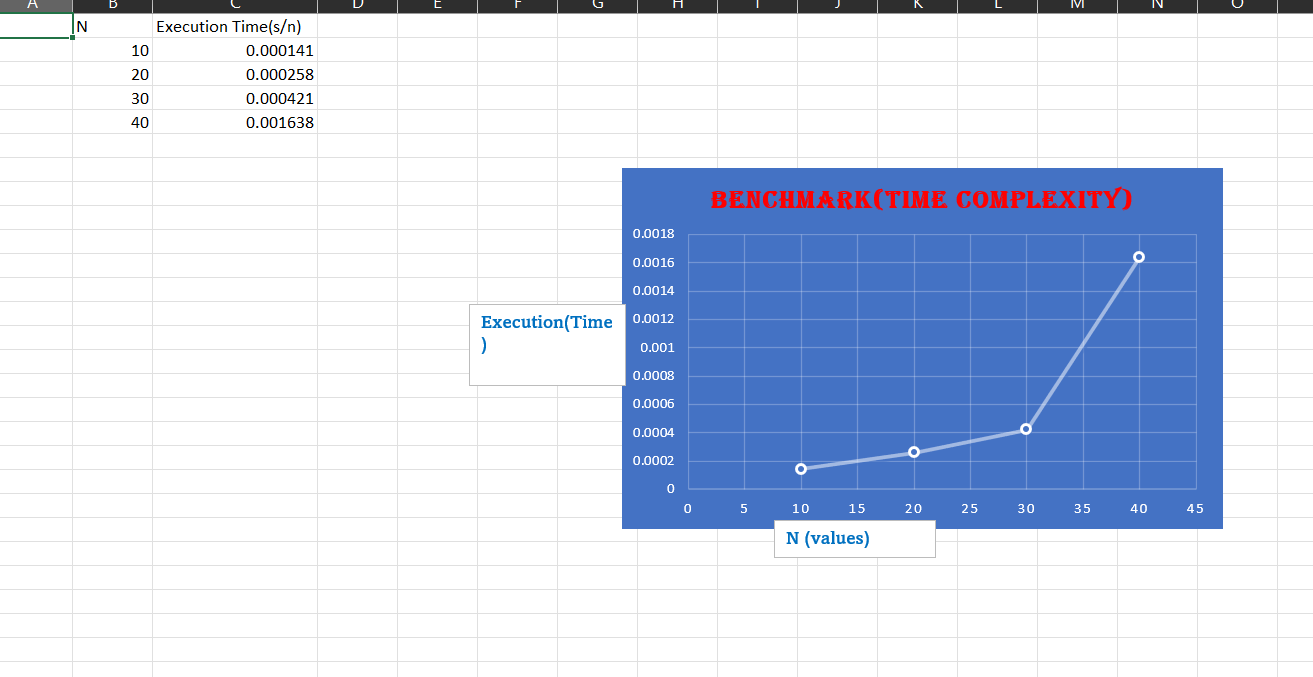 A B C D E F G H I J K L M N O
N Execution Time(s/n)
10 0.000141
20 0.000258
30 0.000421
40 0.001638
BENCHMARK(TIME COMPLEXITY)
0.0018
0.0016
0.0014
0.0012
0.001
0.0008
0.0006
0.0004
0.0002
0
Execution(Time
)
0 5 10 15 20 25 30 35 40 45
N (values)